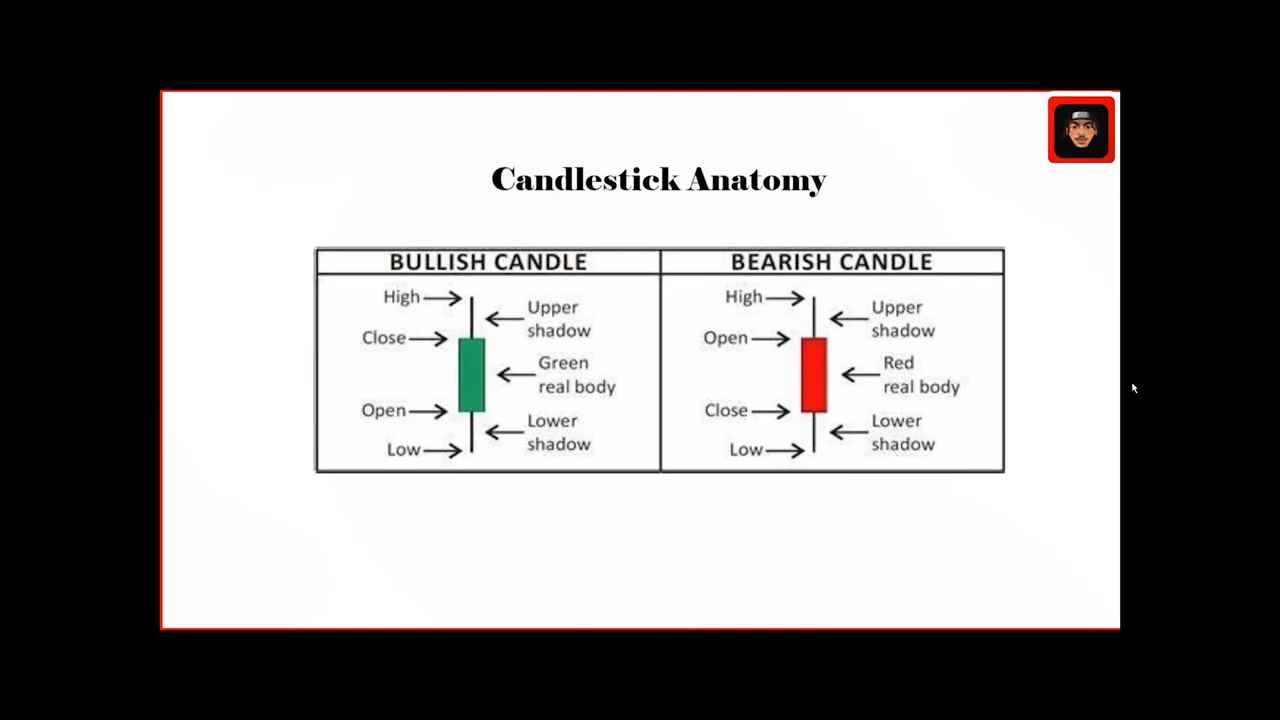 Candlestick Anatomy
BULLISH CANDLE
High
Upper
shadow
Close
Green
real body
Open
Lower
shadow
Low
BEARISH CANDLE
High
Upper
shadow
Open
Red
real body
Close
Lower
shadow
Low